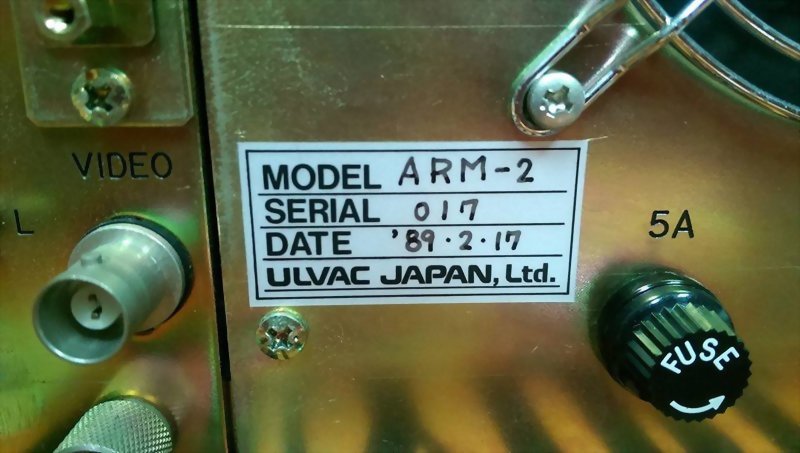 VIDEO
L
MODEL ARM-2
SERIAL 017
DATE '89・2・17
ULVAC JAPAN, Ltd.
5A
FUSE